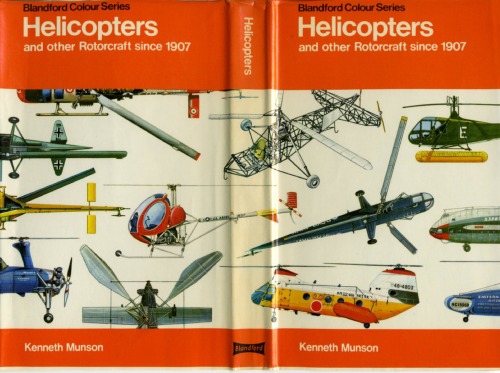 Blandford Colour Series
Helicopters
and other Rotorcraft since 1907
Kenneth Munson
Helicopters
Blandford
Blandford Colour Series
Helicopters
and other Rotorcraft since 1907
E
Kenneth Munson